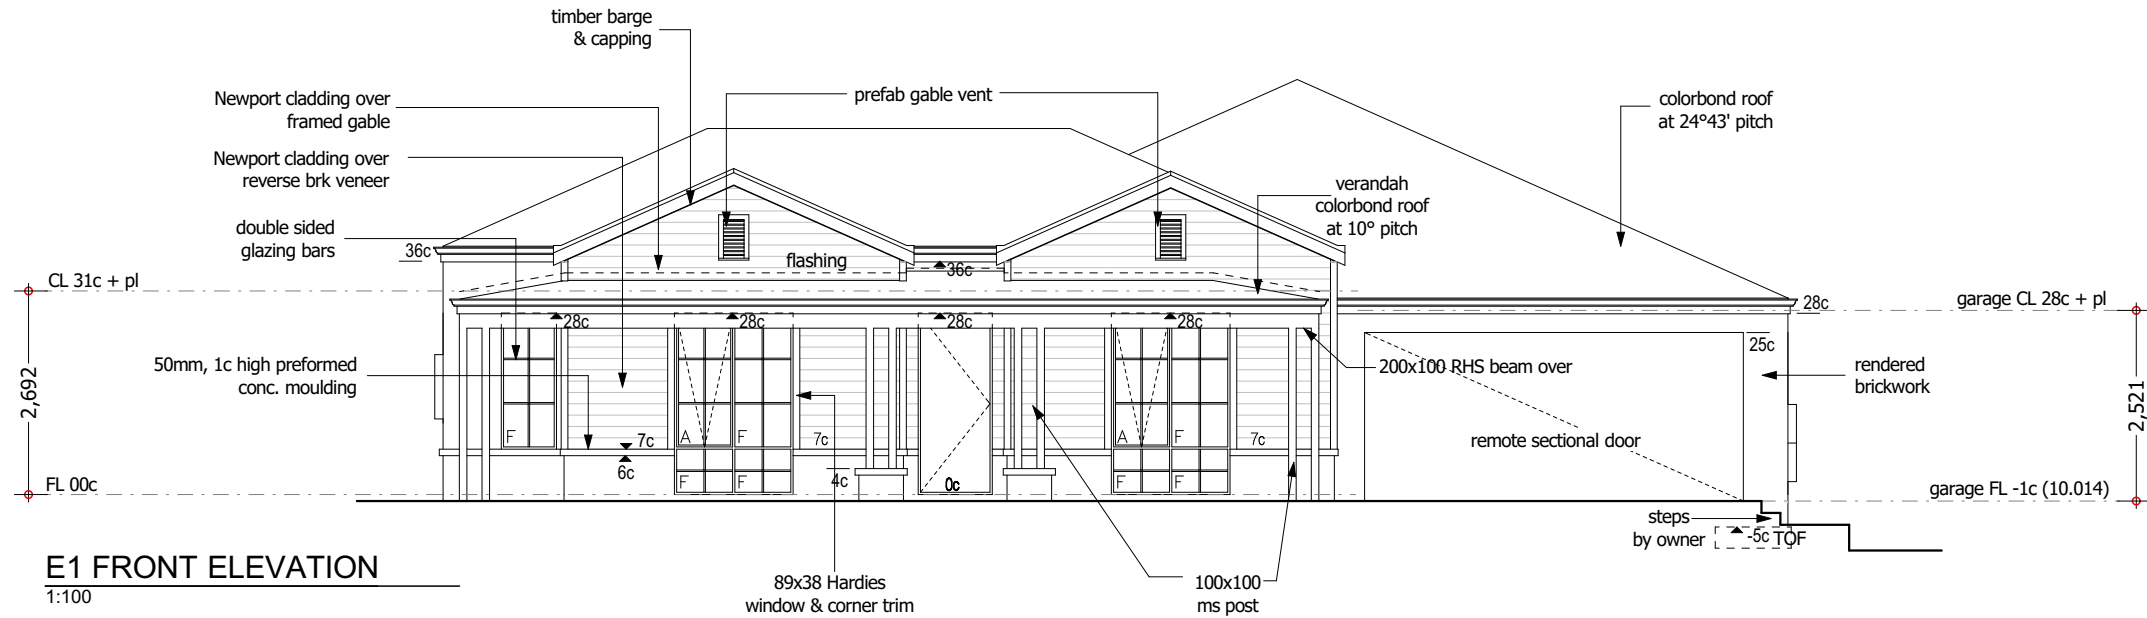 timber barge
& capping
Newport cladding over
framed gable
prefab gable vent
colorbond roof
at 24°43' pitch
Newport cladding over
reverse brk veneer
verandah
colorbond roof
at 10° pitch
double sided
glazing bars
36c
flashing
36c
CL 31c + pl
28c
garage CL 28c + pl
28c
28c
28c
28c
25c
50mm, 1c high preformed
conc. moulding
200x100 RHS beam over
rendered
brickwork
2,692
2,521
F
A
F
A
F
7c
7c
7c
remote sectional door
6c
4c
F
F
F
F
0c
FL 00c
garage FL -1c (10.014)
steps
by owner
-5c TOF
E1 FRONT ELEVATION
1:100
89x38 Hardies
window & corner trim
100x100
ms post